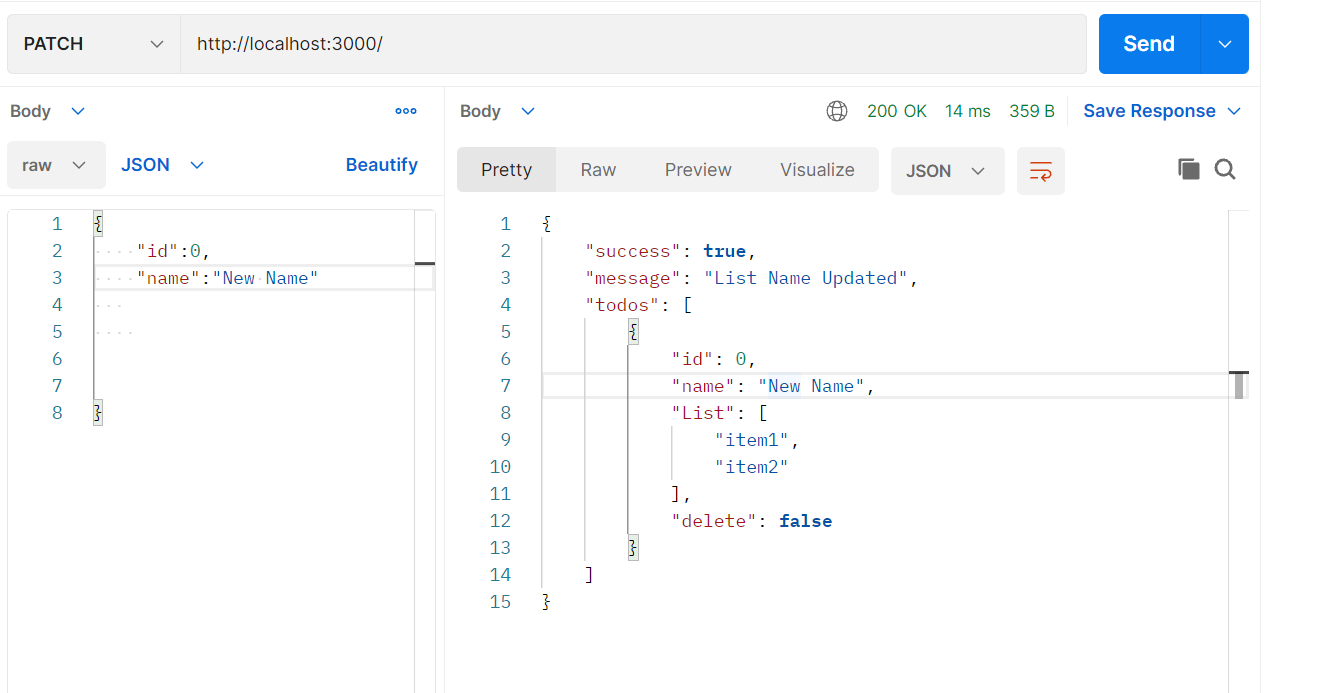 PATCH http://localhost:3000/ Send
Body Body 200 OK 14 ms 359 B Save Response
raw JSON Beautify Pretty Raw Preview Visualize JSON
1 {
2 "id":0,
3 "name":"New Name"
4
5
6
7
8 }
1 {
2 "success": true,
3 "message": "List Name Updated",
4 "todos": [
5 {
6 "id": 0,
7 "name": "New Name",
8 "List": [
9 "item1",
10 "item2"
11 ],
12 "delete": false
13 }
14 ]
15 }